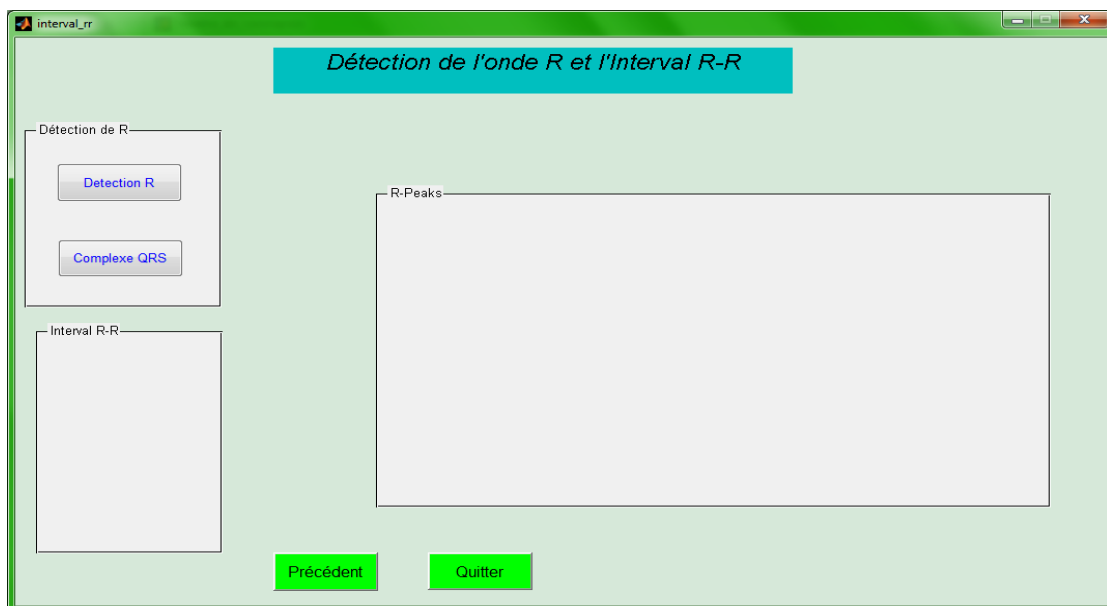 interval_rr
Détection de l'onde R et l'Interval R-R
Détection de R
Detection R
Complexe QRS
Interval R-R
R-Peaks
Précédent
Quitter